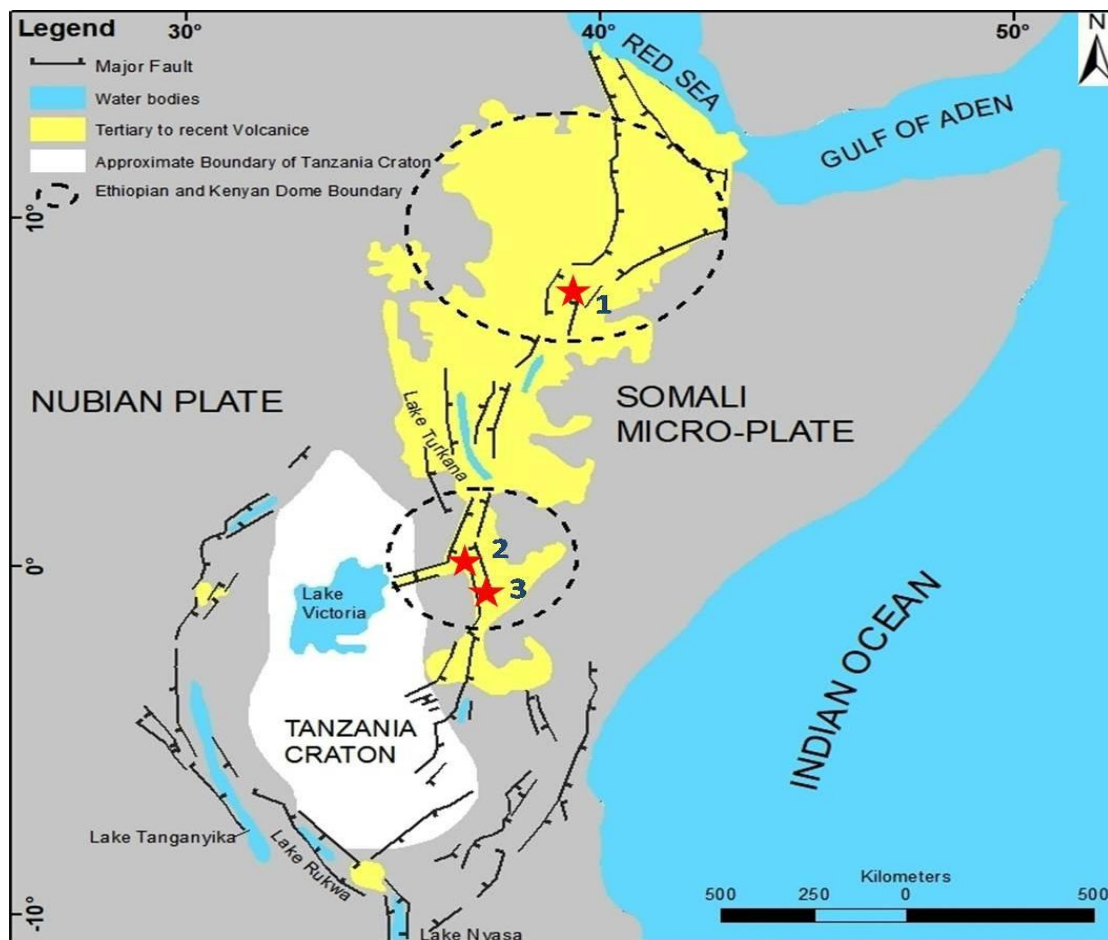 Legend
Major Fault
Water bodies
Tertiary to recent Volcanice
Approximate Boundary of Tanzania Craton
Ethiopian and Kenyan Dome Boundary
30°
40°
50°
N
RED SEA
GULF OF ADEN
10°
1
NUBIAN PLATE
SOMALI
MICRO-PLATE
Lake Turkana
2
0°
3
Lake
Victoria
INDIAN OCEAN
TANZANIA
CRATON
Lake Tanganyika
Lake Rukwa
Kilometers
500 250 0 500
-10°
Lake Nyasa